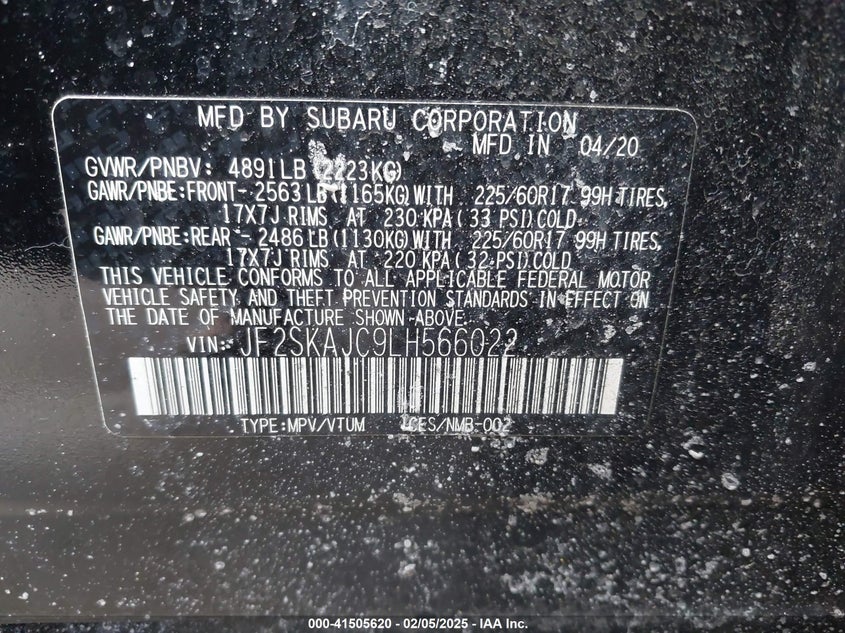 MFD BY SUBARU CORPORATION
MFD IN 04/20
GVWR/PNBV: 4891LB (2223KG)
GAWR/PNBE:FRONT- 2563LB(1165KG)WITH 225/60R17 99H TIRES,
17X7J RIMS AT 230 KPA(33 PSI)COLD
GAWR/PNBE:REAR - 2486LB(1130KG)WITH 225/60R17 99H TIRES,
17X7J RIMS AT 220 KPA(32 PSI)COLD
THIS VEHICLE CONFORMS TO ALL APPLICABLE FEDERAL MOTOR
VEHICLE SAFETY AND THEFT PREVENTION STANDARDS IN EFFECT ON
THE DATE OF MANUFACTURE SHOWN ABOVE.
VIN: JF2SKAJC9LH566022
TYPE:MPV/VTUM ICES/NMB-002
000-41505620 - 02/05/2025 - IAA Inc.